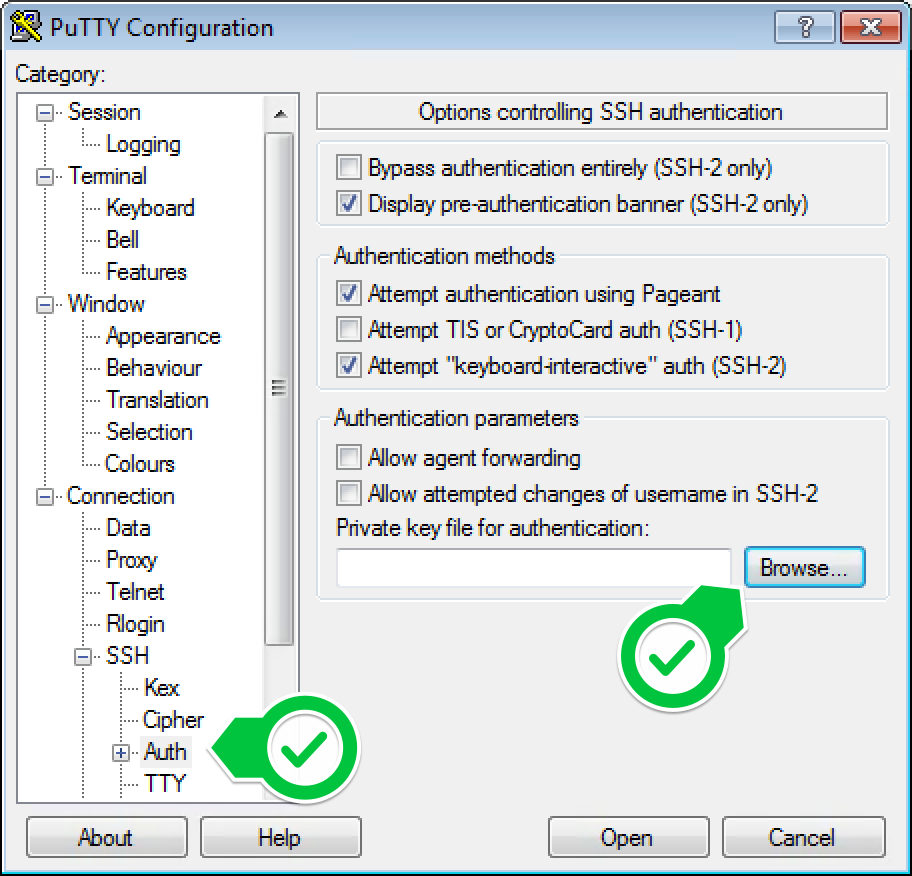 PuTTY Configuration
?
Category:
Session
Logging
Terminal
Keyboard
Bell
Features
Window
Appearance
Behaviour
Translation
Selection
Colours
Connection
Data
Proxy
Telnet
Rlogin
SSH
Kex
Cipher
Auth
TTY
Options controlling SSH authentication
Bypass authentication entirely (SSH-2 only)
Display pre-authentication banner (SSH-2 only)
Authentication methods
Attempt authentication using Pageant
Attempt TIS or CryptoCard auth (SSH-1)
Attempt "keyboard-interactive" auth (SSH-2)
Authentication parameters
Allow agent forwarding
Allow attempted changes of username in SSH-2
Private key file for authentication:
Browse...
About
Help
Open
Cancel